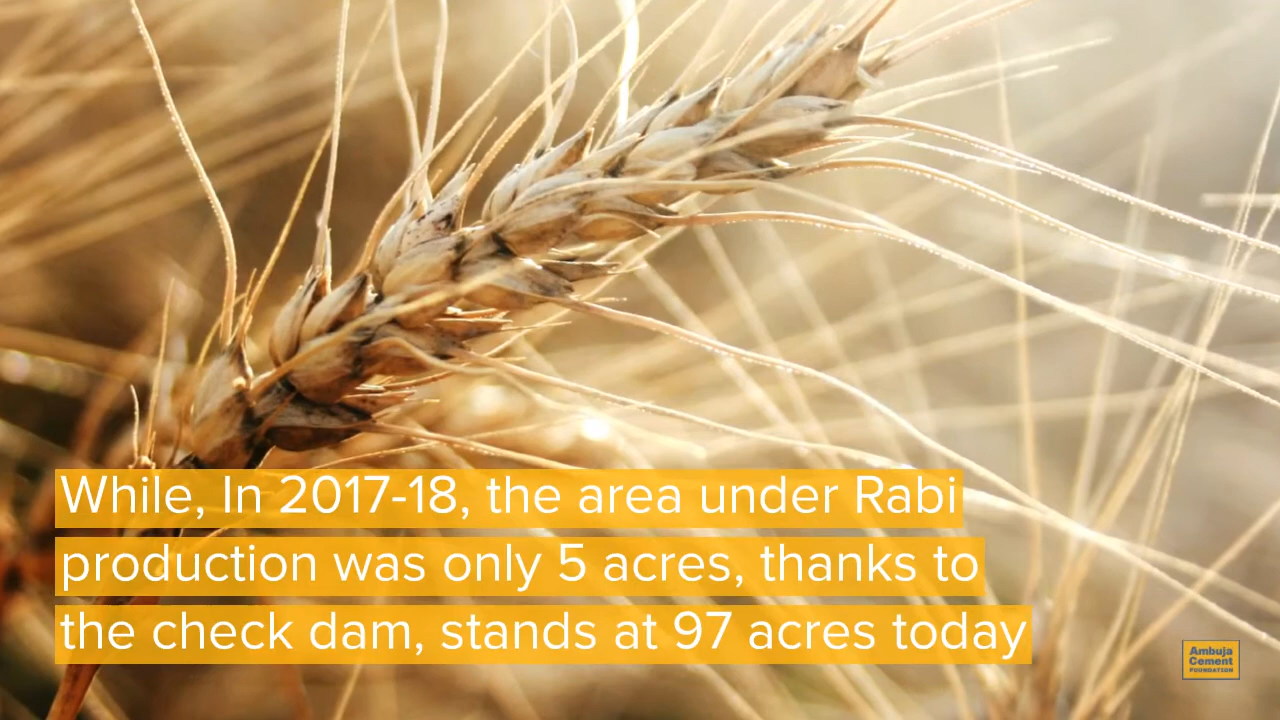 While, In 2017-18, the area under Rabi
production was only 5 acres, thanks to
the check dam, stands at 97 acres today
Ambuja
Cement
FOUNDATION